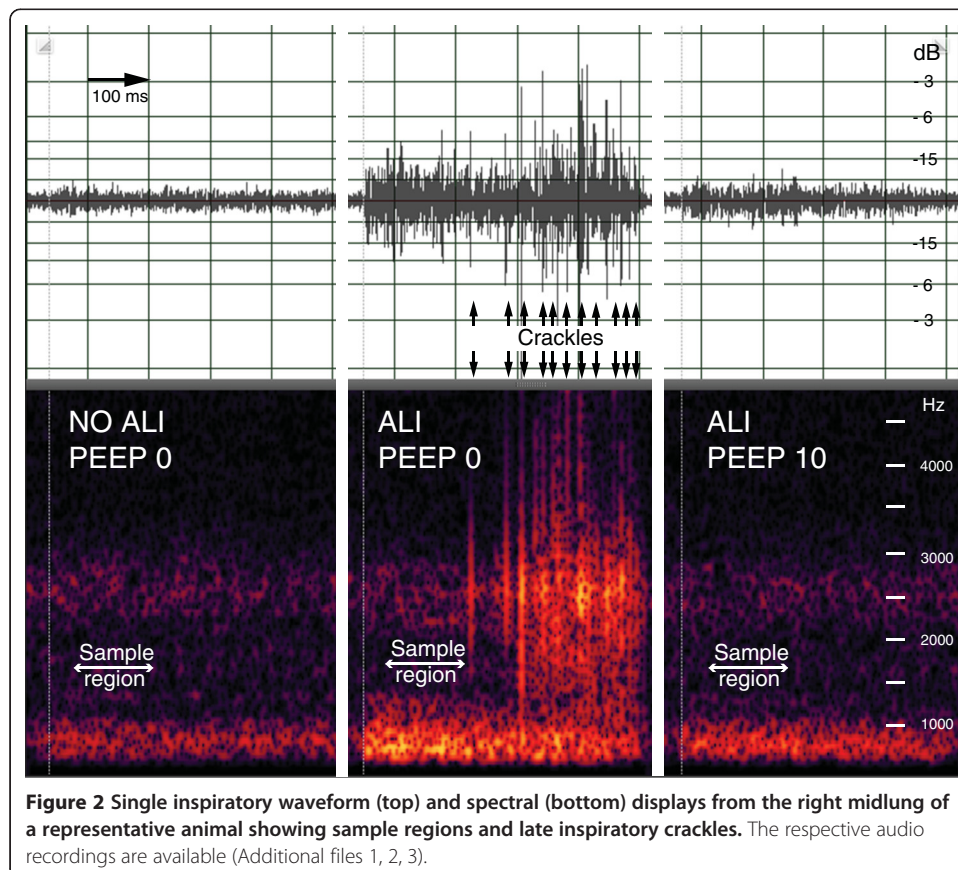 dB
100 ms
- 3
- 6
-15
-15
- 6
- 3
Crackles
NO ALI
PEEP 0
ALI
PEEP 0
ALI
PEEP 10
Hz
4000
3000
2000
1000
Sample
region
Sample
region
Sample
region
Figure 2 Single inspiratory waveform (top) and spectral (bottom) displays from the right midlung of
a representative animal showing sample regions and late inspiratory crackles. The respective audio
recordings are available (Additional files 1, 2, 3).